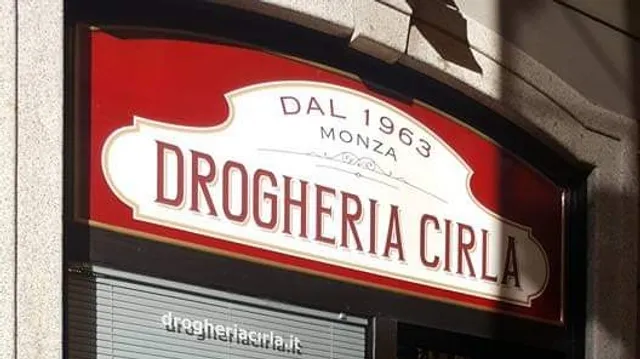 DAL 1963
MONZA
DROGHERIA CIRLA
drogheriacirla.it